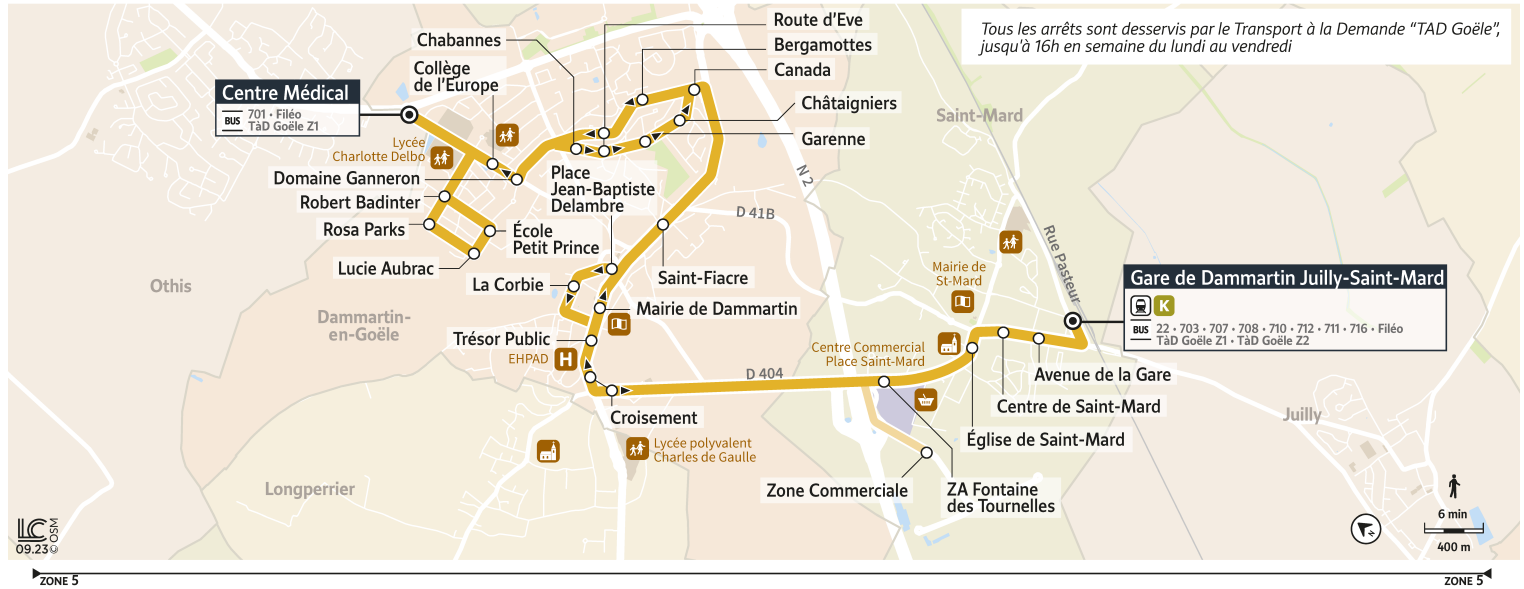 Tous les arrêts sont desservis par le Transport à la Demande "TAD Goële",
jusqu'à 16h en semaine du lundi au vendredi
Route d'Eve
Chabannes
Bergamottes
Collège
de l'Europe
Canada
Centre Médical
BUS
701 • Filéo
TàD Goële Z1
Châtaigniers
Saint-Mard
Garenne
Lycée
Charlotte Delbo
Domaine Ganneron
Place
Jean-Baptiste
Delambre
N 2
Robert Badinter
D 41B
Rosa Parks
École
Petit Prince
Rue Pasteur
Lucie Aubrac
La Corbie
Saint-Fiacre
Mairie de
St-Mard
Gare de Dammartin Juilly-Saint-Mard
K
BUS
22 • 703 • 707 • 708 • 710 • 712 • 711 • 716 • Filéo
TàD Goële Z1 • TàD Goële Z2
Othis
Dammartin-
en-Goële
Mairie de Dammartin
Trésor Public
EHPAD
H
Centre Commercial
Place Saint-Mard
D 404
Avenue de la Gare
Croisement
Centre de Saint-Mard
Juilly
Église de Saint-Mard
Lycée polyvalent
Charles de Gaulle
Longperrier
Zone Commerciale
ZA Fontaine
des Tournelles
6 min
400 m
LC
09.23 © OSM
ZONE 5
ZONE 5